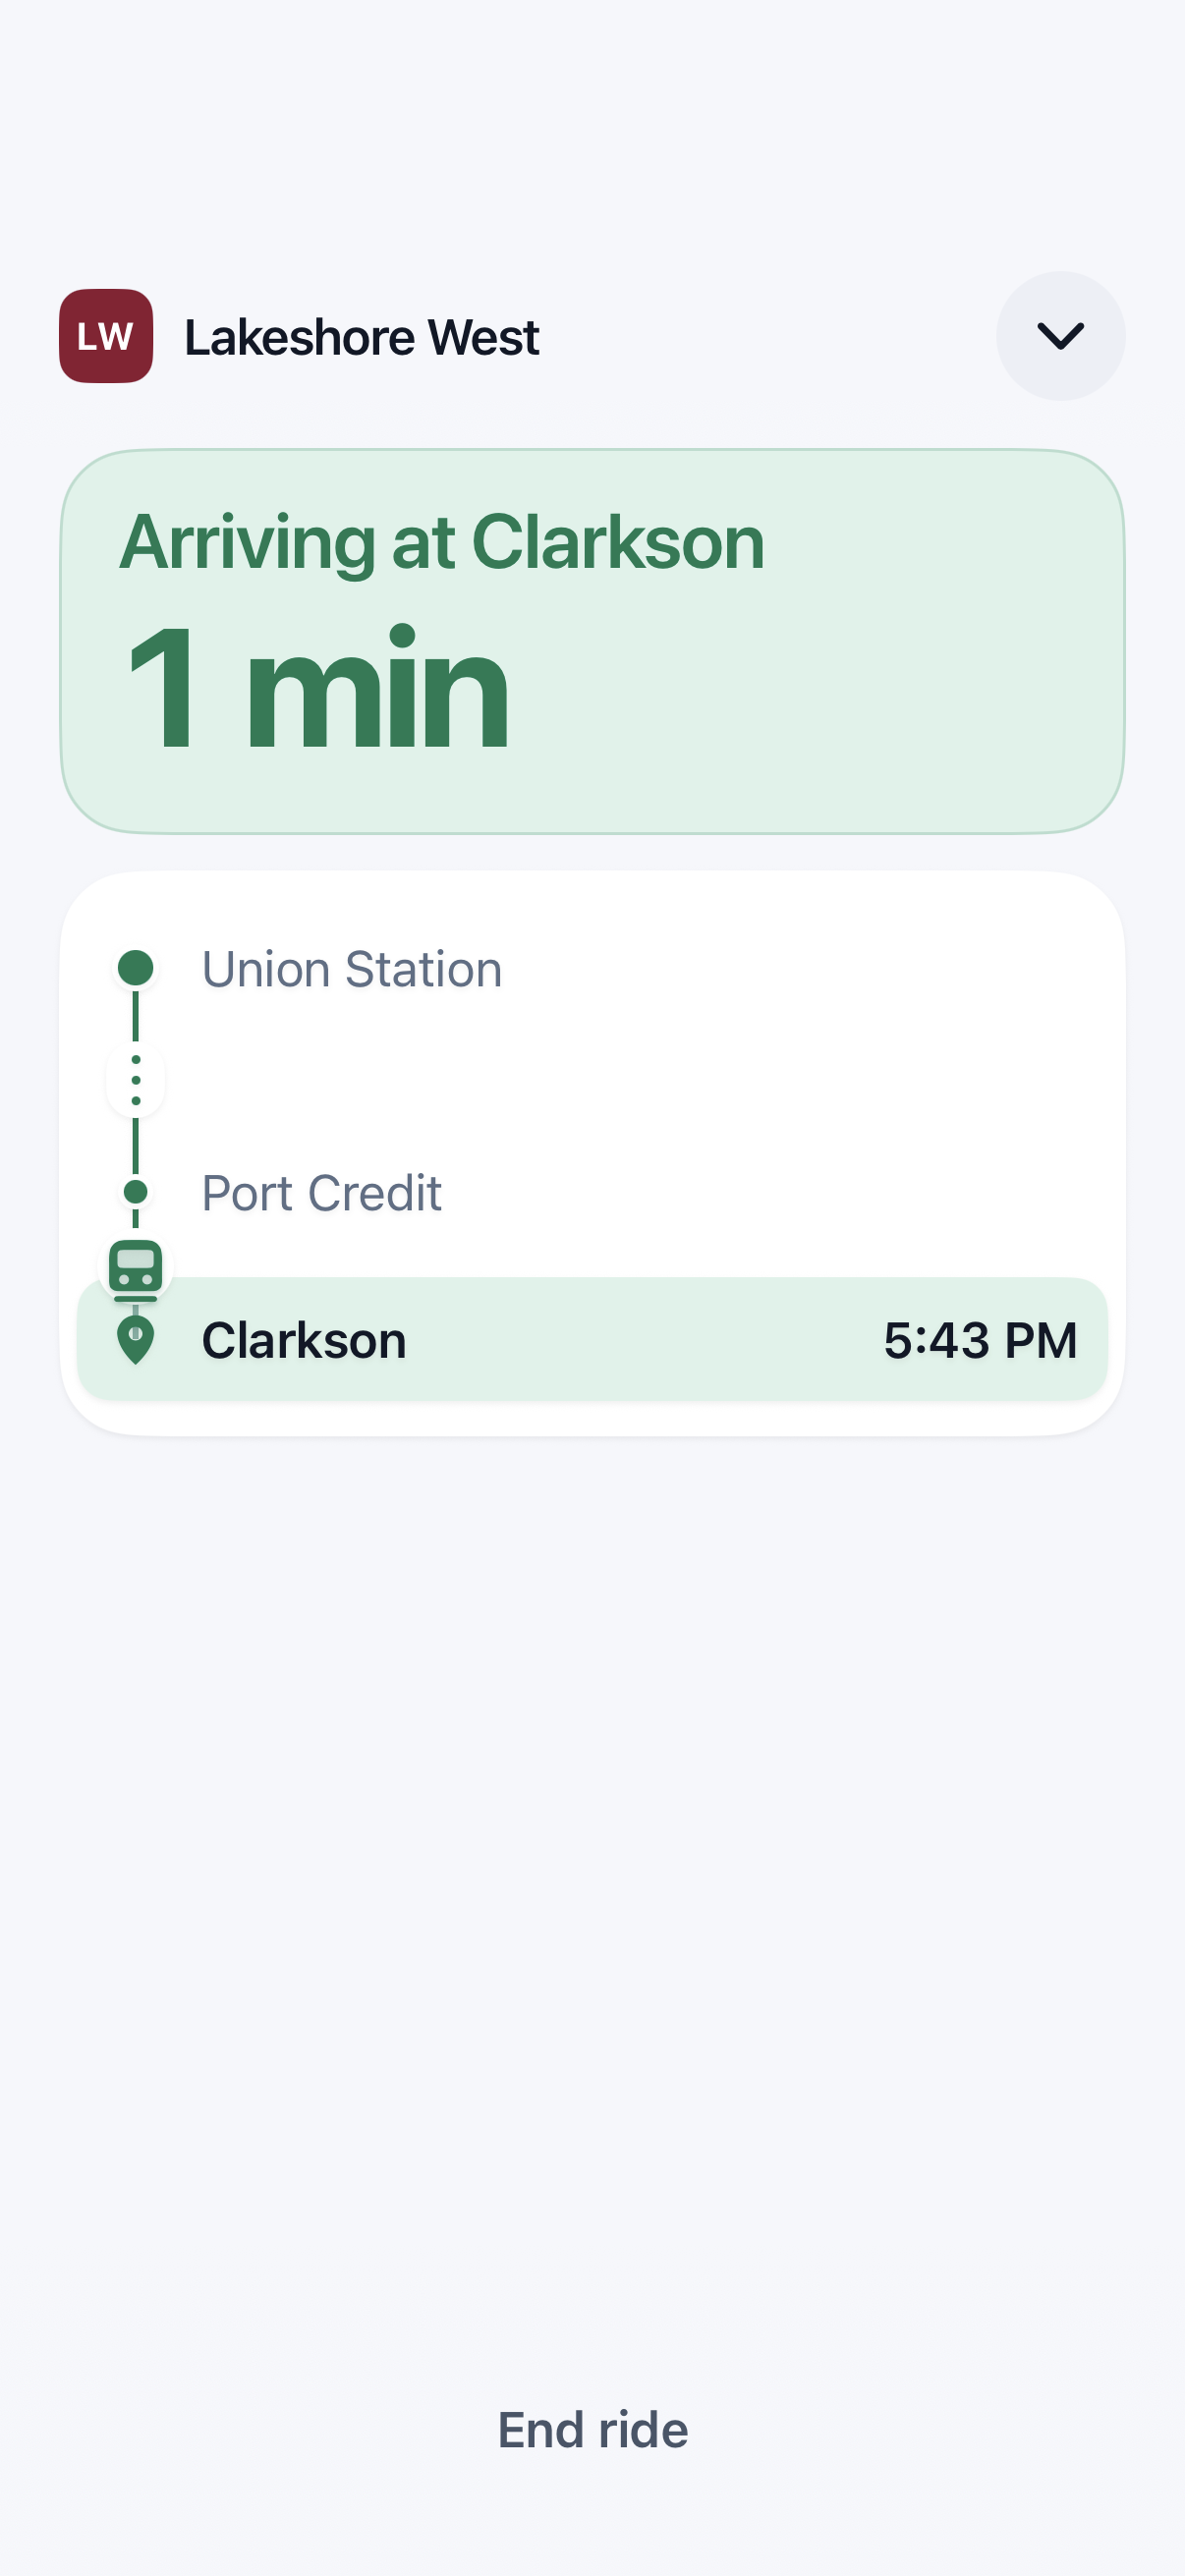 LW Lakeshore West
Arriving at Clarkson
1 min
Union Station
Port Credit
Clarkson 5:43 PM
End ride